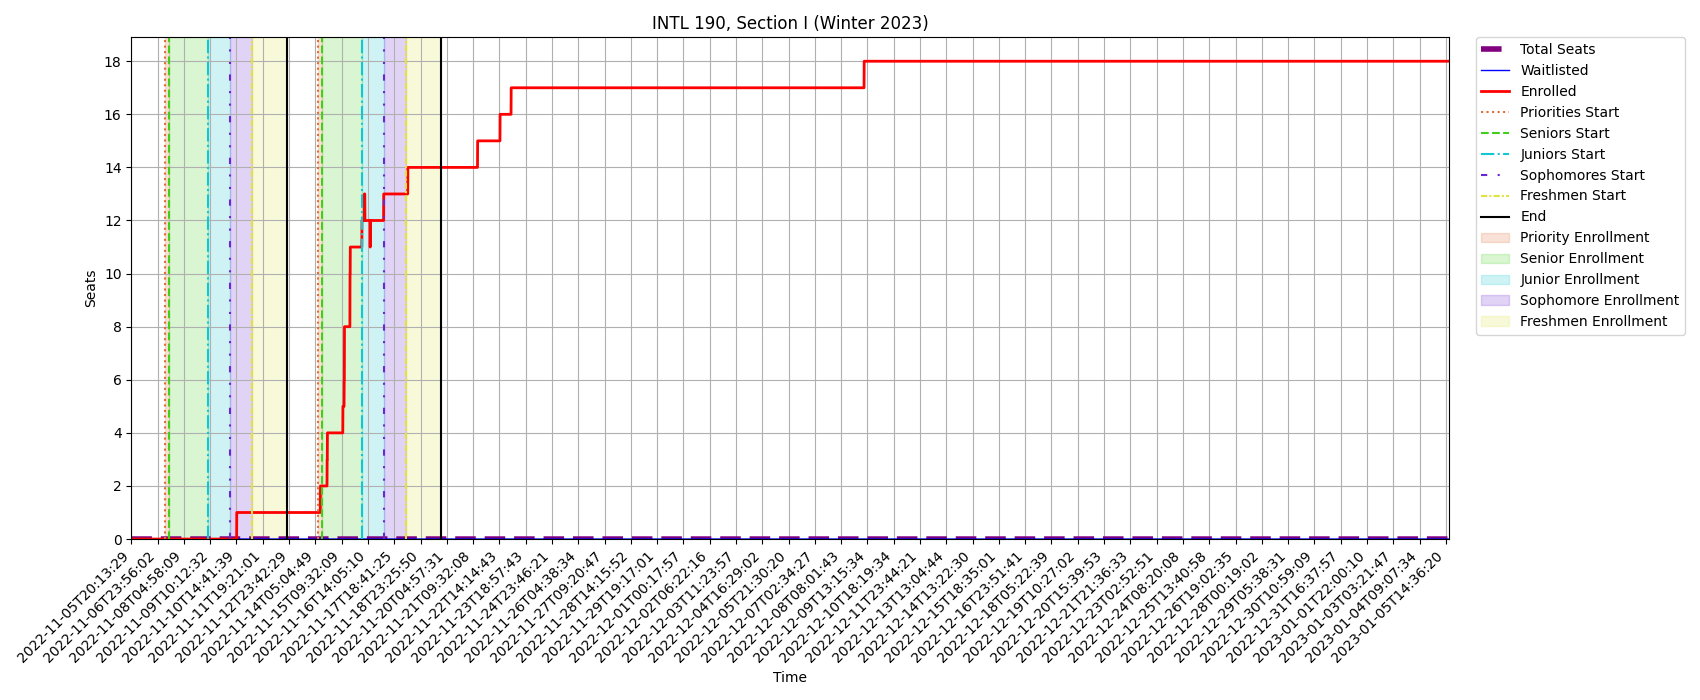 INTL 190, Section I (Winter 2023)
18
16
14
12
10
8
6
4
2
0
Seats
2022-11-05T20:13:29
2022-11-06T23:56:02
2022-11-08T04:58:09
2022-11-09T10:12:32
2022-11-10T14:41:39
2022-11-11T19:21:01
2022-11-12T23:42:29
2022-11-14T05:04:49
2022-11-15T09:32:09
2022-11-16T14:05:10
2022-11-17T18:41:25
2022-11-18T23:25:50
2022-11-20T04:57:31
2022-11-21T09:32:08
2022-11-22T14:14:43
2022-11-23T18:57:43
2022-11-24T23:46:21
2022-11-26T04:38:34
2022-11-27T09:20:47
2022-11-28T14:15:52
2022-11-29T19:17:01
2022-12-01T00:17:57
2022-12-02T06:22:16
2022-12-03T11:23:57
2022-12-04T16:29:02
2022-12-05T21:30:20
2022-12-07T02:34:27
2022-12-08T08:01:43
2022-12-09T13:15:34
2022-12-10T18:19:34
2022-12-11T23:44:21
2022-12-13T13:04:44
2022-12-14T13:22:30
2022-12-15T18:35:01
2022-12-16T23:51:41
2022-12-18T05:22:39
2022-12-19T10:27:02
2022-12-20T15:39:53
2022-12-21T21:36:33
2022-12-23T02:52:51
2022-12-24T08:20:08
2022-12-25T13:40:58
2022-12-26T19:02:35
2022-12-28T00:19:02
2022-12-29T05:38:31
2022-12-30T10:59:09
2022-12-31T16:37:57
2023-01-01T22:00:10
2023-01-03T03:21:47
2023-01-04T09:07:34
2023-01-05T14:36:20
Time
Total Seats
Waitlisted
Enrolled
Priorities Start
Seniors Start
Juniors Start
Sophomores Start
Freshmen Start
End
Priority Enrollment
Senior Enrollment
Junior Enrollment
Sophomore Enrollment
Freshmen Enrollment